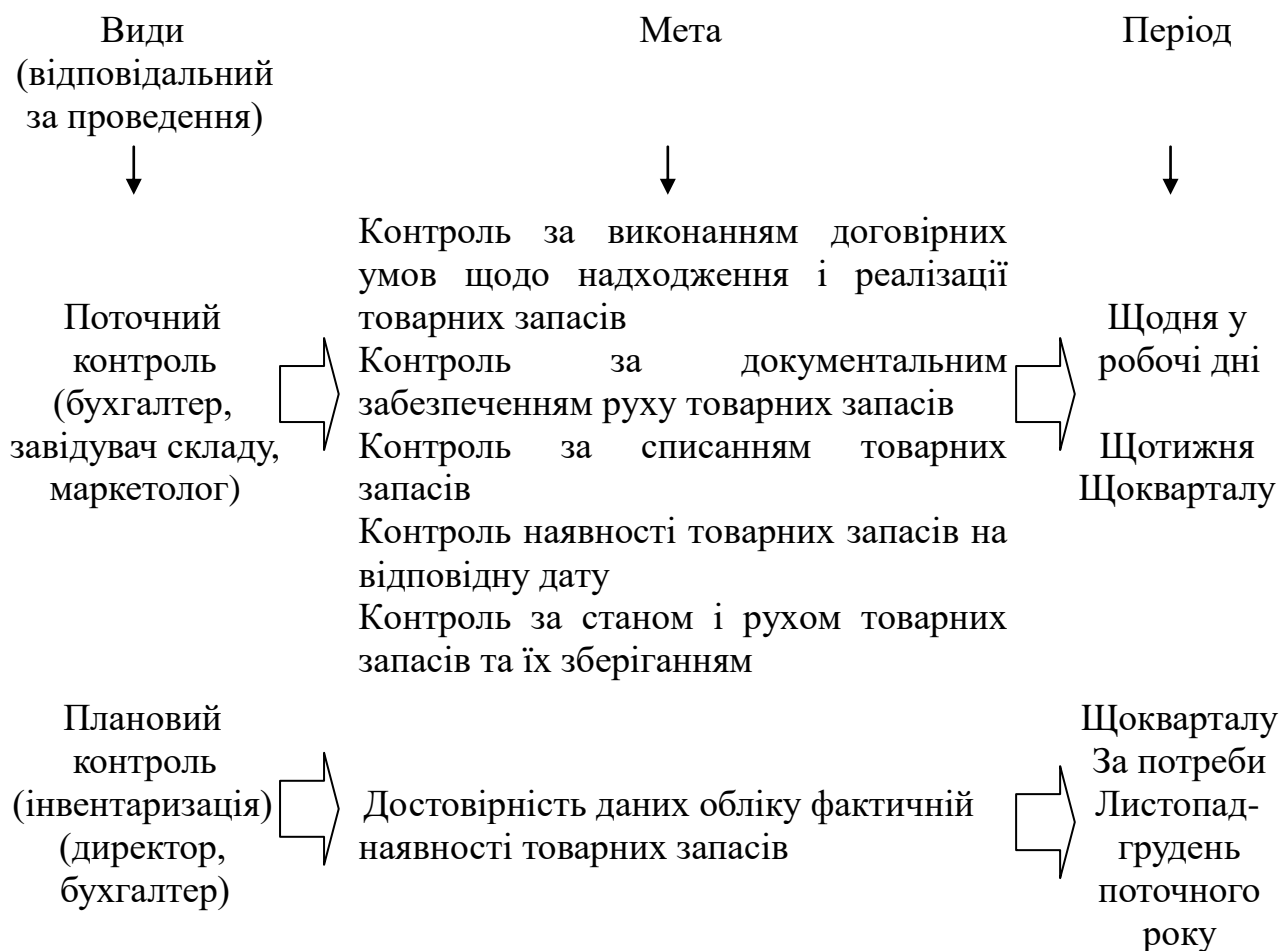 Види
(відповідальний
за проведення)
Мета
Період
Поточний
контроль
(бухгалтер,
завідувач складу,
маркетолог)
Контроль за виконанням договірних
умов щодо надходження і реалізації
товарних запасів
Контроль за документальним
забезпеченням руху товарних запасів
Контроль за списанням товарних
запасів
Контроль наявності товарних запасів на
відповідну дату
Контроль за станом і рухом товарних
запасів та їх зберіганням
Щодня у
робочі дні
Щотижня
Щокварталу
Плановий
контроль
(інвентаризація)
(директор,
бухгалтер)
Достовірність даних обліку фактичній
наявності товарних запасів
Щокварталу
За потреби
Листопад-
грудень
поточного
року